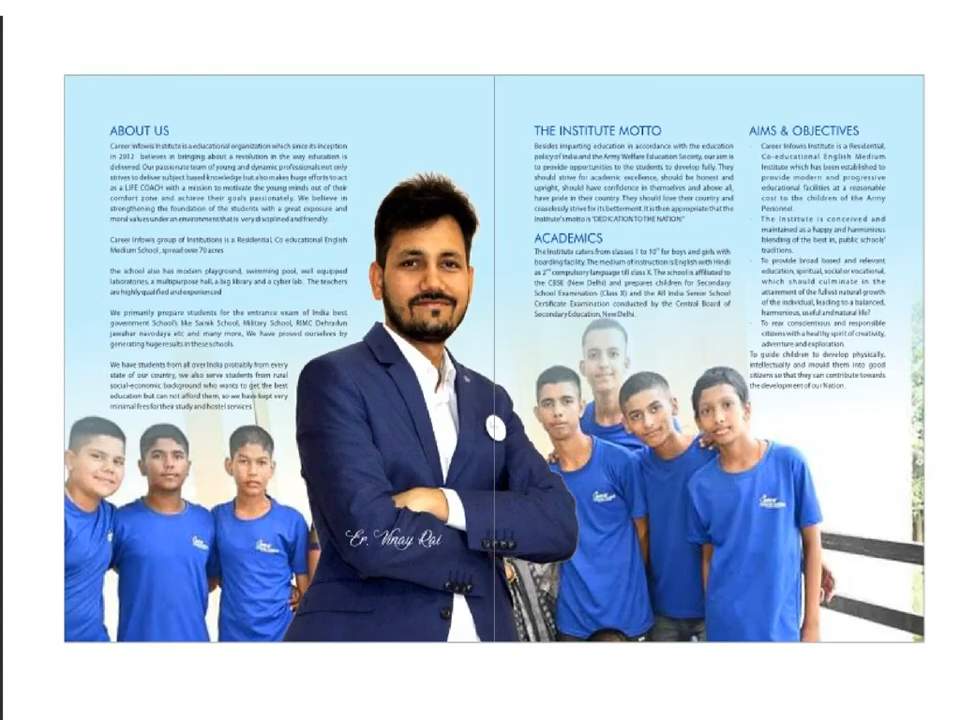 ABOUT US
Career Infowis Institute is a educational organization which since its inception
in 2012 believes in bringing about a revolution in the way education is
delivered. Our passionate team of young and dynamic professionals not only
strives to deliver subject based knowledge but also makes huge efforts to act
as a LIFE COACH with a mission to motivate the young minds out of their
comfort zone and achieve their goals passionately. We believe in
strengthening the foundation of the students with a great exposure and
moral values under an environment that is very disciplined and friendly.
Career Infowis group of Institutions is a Residential, Co educational English
Medium School, spread over 70 acres
the school also has modern playground, swimming pool, well equipped
laboratories, a multipurpose hall, a big library and a cyber lab. The teachers
are highly qualified and experienced
We primarily prepare students for the entrance exam of India best
government School's like Sainik School, Military School, RIMC Dehradun
jawahar navodaya etc and many more, We have proved ourselves by
generating huge results in these schools.
We have students from all over India probably from every
state of our country, we also serve students from rural
social-economic background who wants to get the best
education but can not afford them, so we have kept very
minimal fees for their study and hostel services
Er. Vinay Rai
THE INSTITUTE MOTTO
Besides imparting education in accordance with the education
policy of India and the Army Welfare Education Society, our aim is
to provide opportunities to the students to develop fully. They
should strive for academic excellence, should be honest and
upright, should have confidence in themselves and above all,
have pride in their country. They should love their country and
ceaselessly strive for its betterment. It is then appropriate that the
Institute's motto is "DEDICATION TO THE NATION."
ACADEMICS
The Institute caters from classes 1 to 10th for boys and girls with
boarding facility. The medium of instruction is English with Hindi
as 2nd compulsory language till class X. The school is affiliated to
the CBSE (New Delhi) and prepares children for Secondary
School Examination (Class X) and the All India Senior School
Certificate Examination conducted by the Central Board of
Secondary Education, New Delhi.
AIMS & OBJECTIVES
· Career Infowis Institute is a Residential,
Co-educational English Medium
Institute which has been established to
provide modern and progressive
educational facilities at a reasonable
cost to the children of the Army
Personnel.
· The Institute is conceived and
maintained as a happy and harmonious
blending of the best in, public schools'
traditions.
· To provide broad based and relevant
education, spiritual, social or vocational,
which should culminate in the
attainment of the fullest natural growth
of the individual, leading to a balanced,
harmonious, useful and natural life?
· To rear conscientious and responsible
citizens with a healthy spirit of creativity,
adventure and exploration.
To guide children to develop physically,
intellectually and mould them into good
citizens so that they can contribute towards
the development of our Nation.